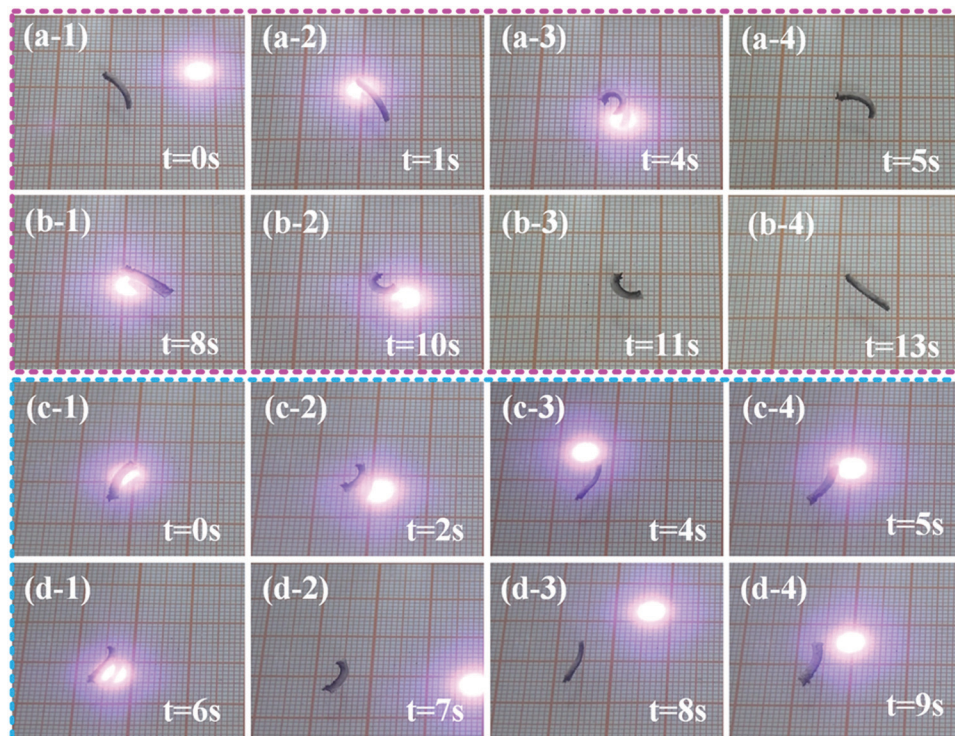 (a-1) (a-2) (a-3) (a-4)
t=0s t=1s t=4s t=5s
(b-1) (b-2) (b-3) (b-4)
t=8s t=10s t=11s t=13s
(c-1) (c-2) (c-3) (c-4)
t=0s t=2s t=4s t=5s
(d-1) (d-2) (d-3) (d-4)
t=6s t=7s t=8s t=9s